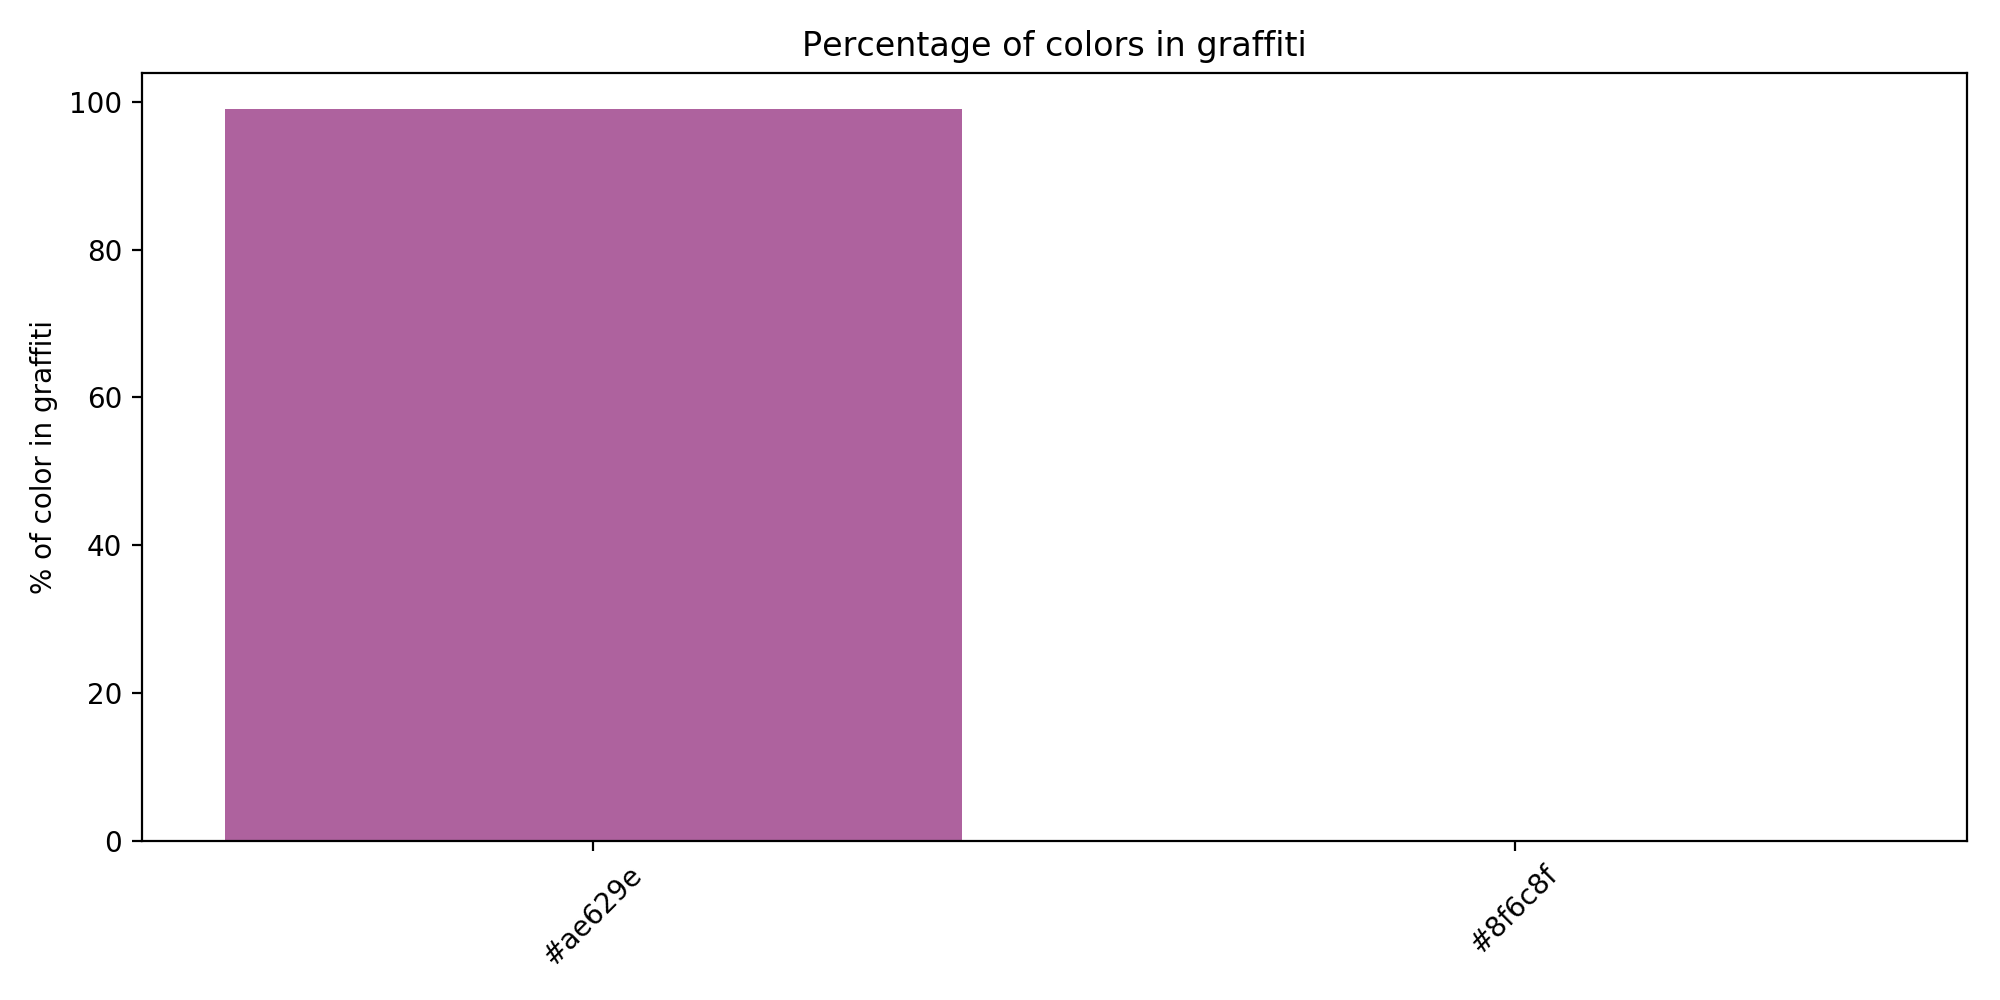 Percentage of colors in graffiti
% of color in graffiti
100
80
60
40
20
0
#ae629e
#8f6c8f